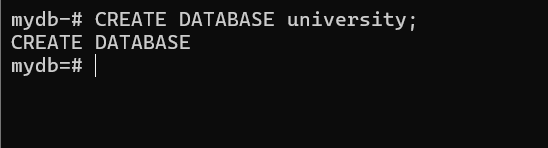 mydb-# CREATE DATABASE university;
CREATE DATABASE
mydb=#